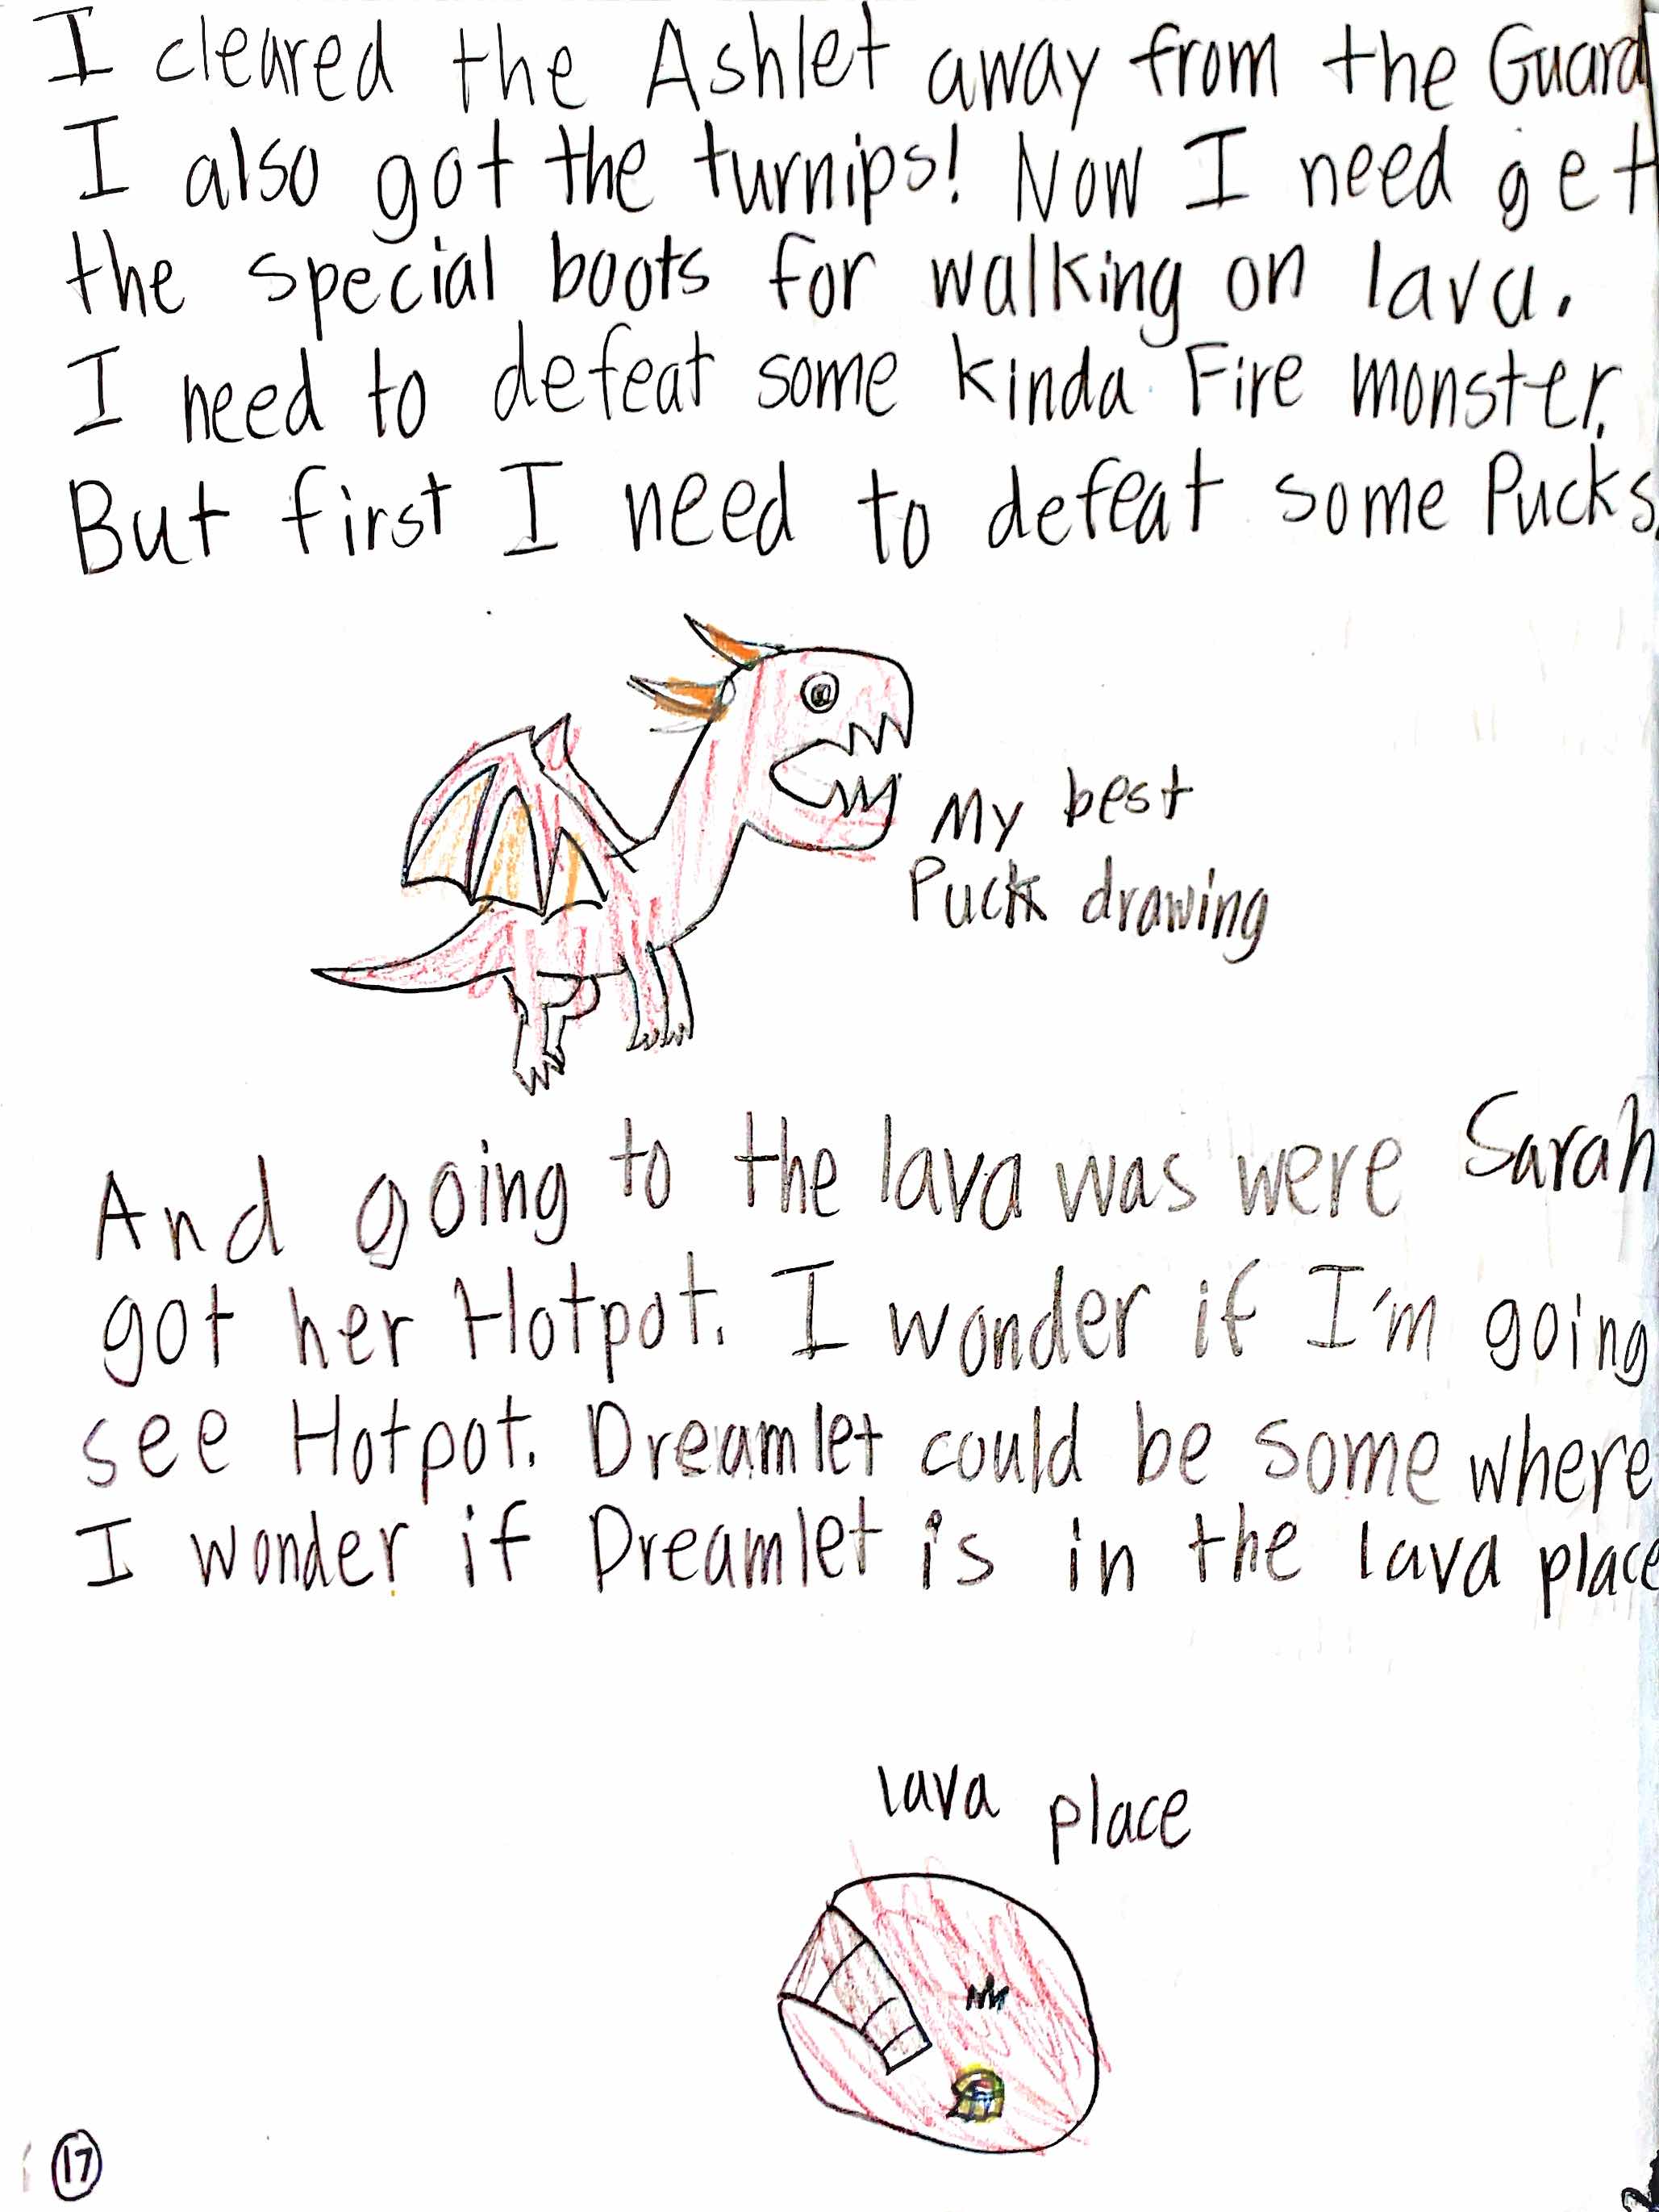 I cleared the Ashlet away from the Guard
I also got the turnips! Now I need get
the special boots for walking on lava.
I need to defeat some kinda Fire monster.
But first I need to defeat some Pucks.
My best
Puck drawing
And going to the lava was were Sarah
got her Hotpot. I wonder if I'm going
see Hotpot. Dreamlet could be some where
I wonder if Dreamlet is in the lava place
lava place
17